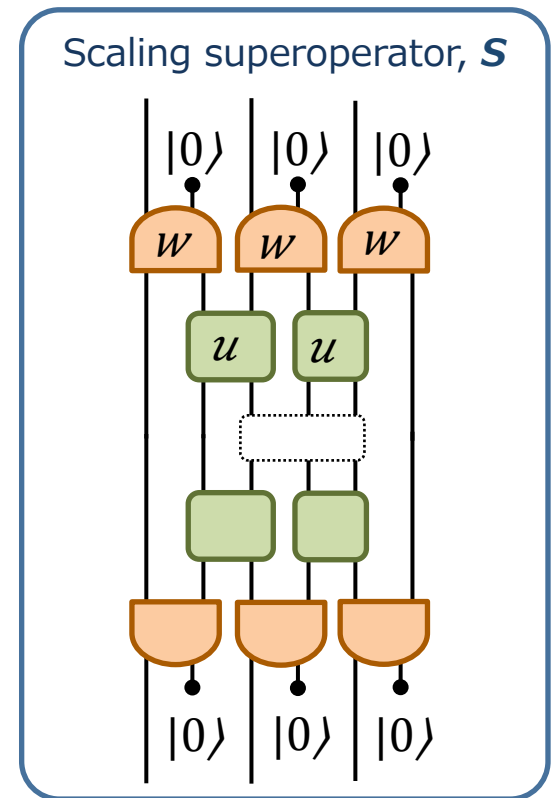 Scaling superoperator, S
|0⟩ |0⟩ |0⟩
w w w
u u
|0⟩ |0⟩ |0⟩